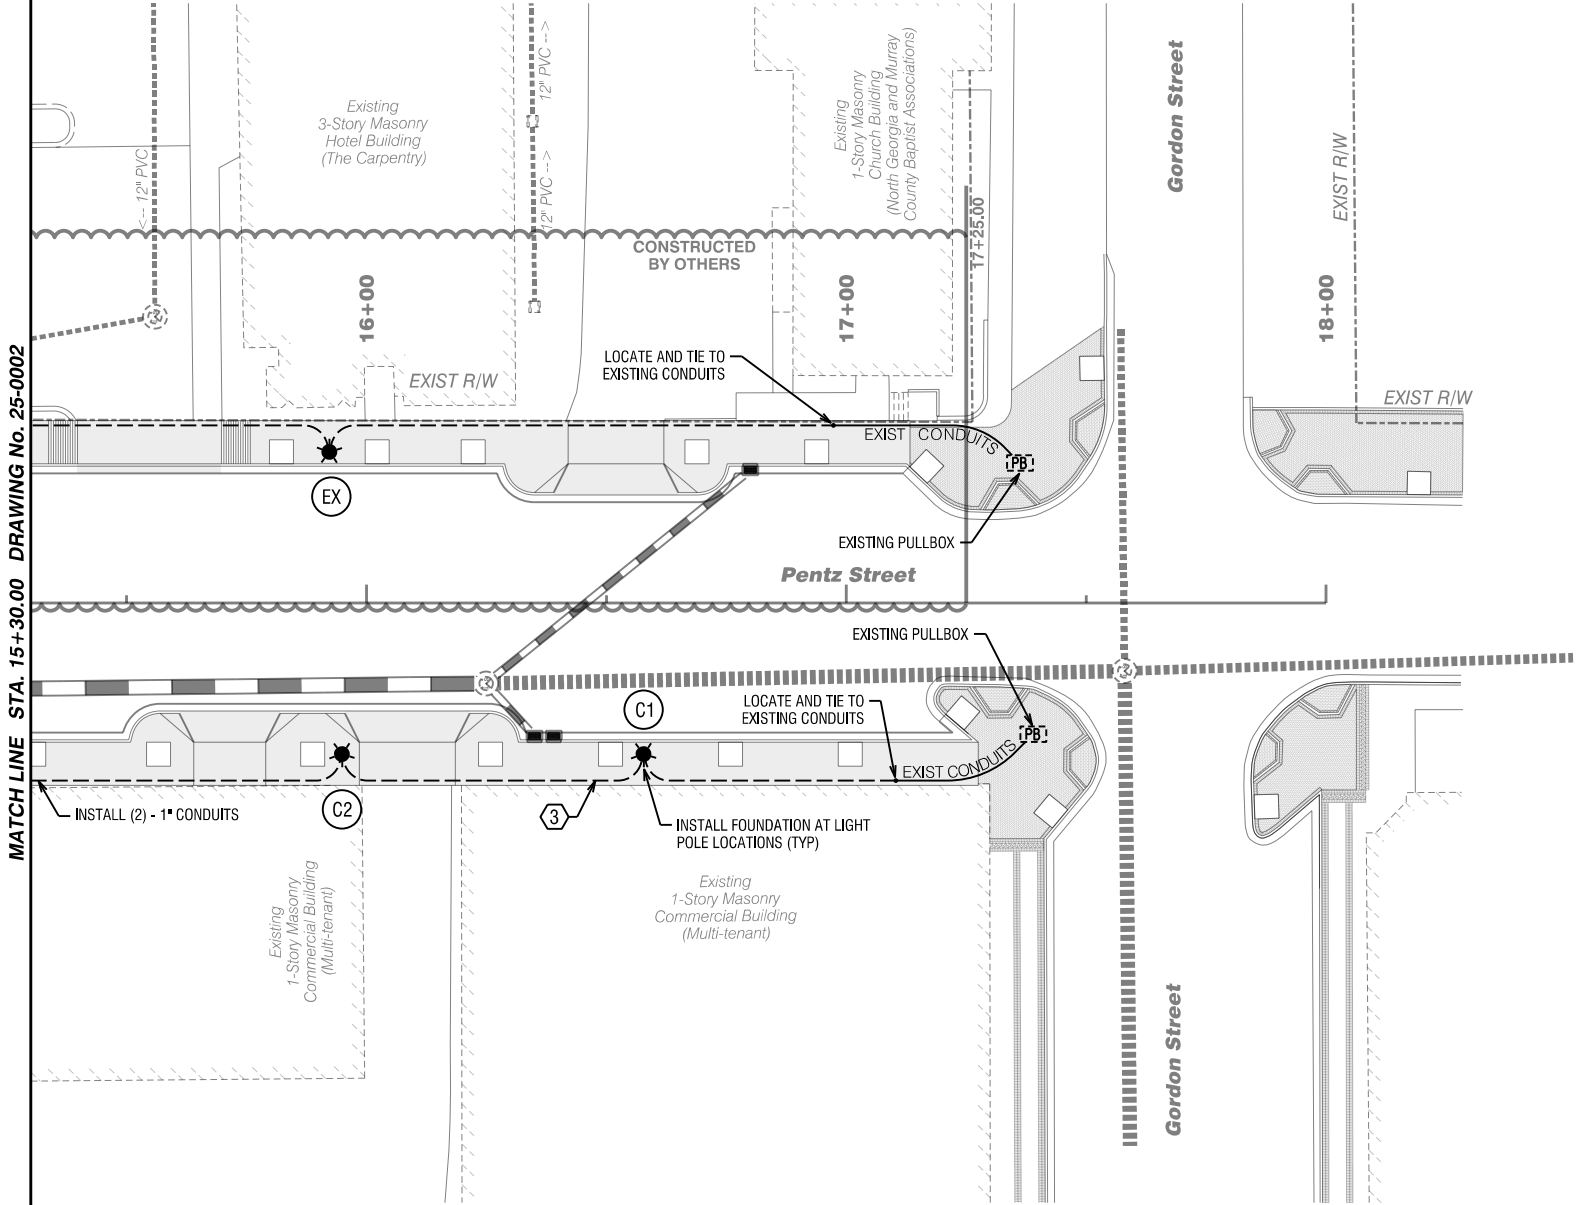 MATCH LINE STA. 15+30.00 DRAWING No. 25-0002
<-- 12" PVC
Existing
3-Story Masonry
Hotel Building
(The Carpentry)
12" PVC -->
12" PVC -->
Existing
1-Story Masonry
Church Building
(North Georgia and Murray
County Baptist Associations)
Gordon Street
EXIST R/W
CONSTRUCTED
BY OTHERS
17+25.00
16+00
17+00
18+00
LOCATE AND TIE TO
EXISTING CONDUITS
EXIST R/W
EXIST R/W
EXIST CONDUITS
PB
EX
EXISTING PULLBOX
Pentz Street
EXISTING PULLBOX
C1
LOCATE AND TIE TO
EXISTING CONDUITS
PB
EXIST CONDUITS
INSTALL (2) - 1" CONDUITS
C2
3
INSTALL FOUNDATION AT LIGHT
POLE LOCATIONS (TYP)
Existing
1-Story Masonry
Commercial Building
(Multi-tenant)
Existing
1-Story Masonry
Commercial Building
(Multi-tenant)
Gordon Street